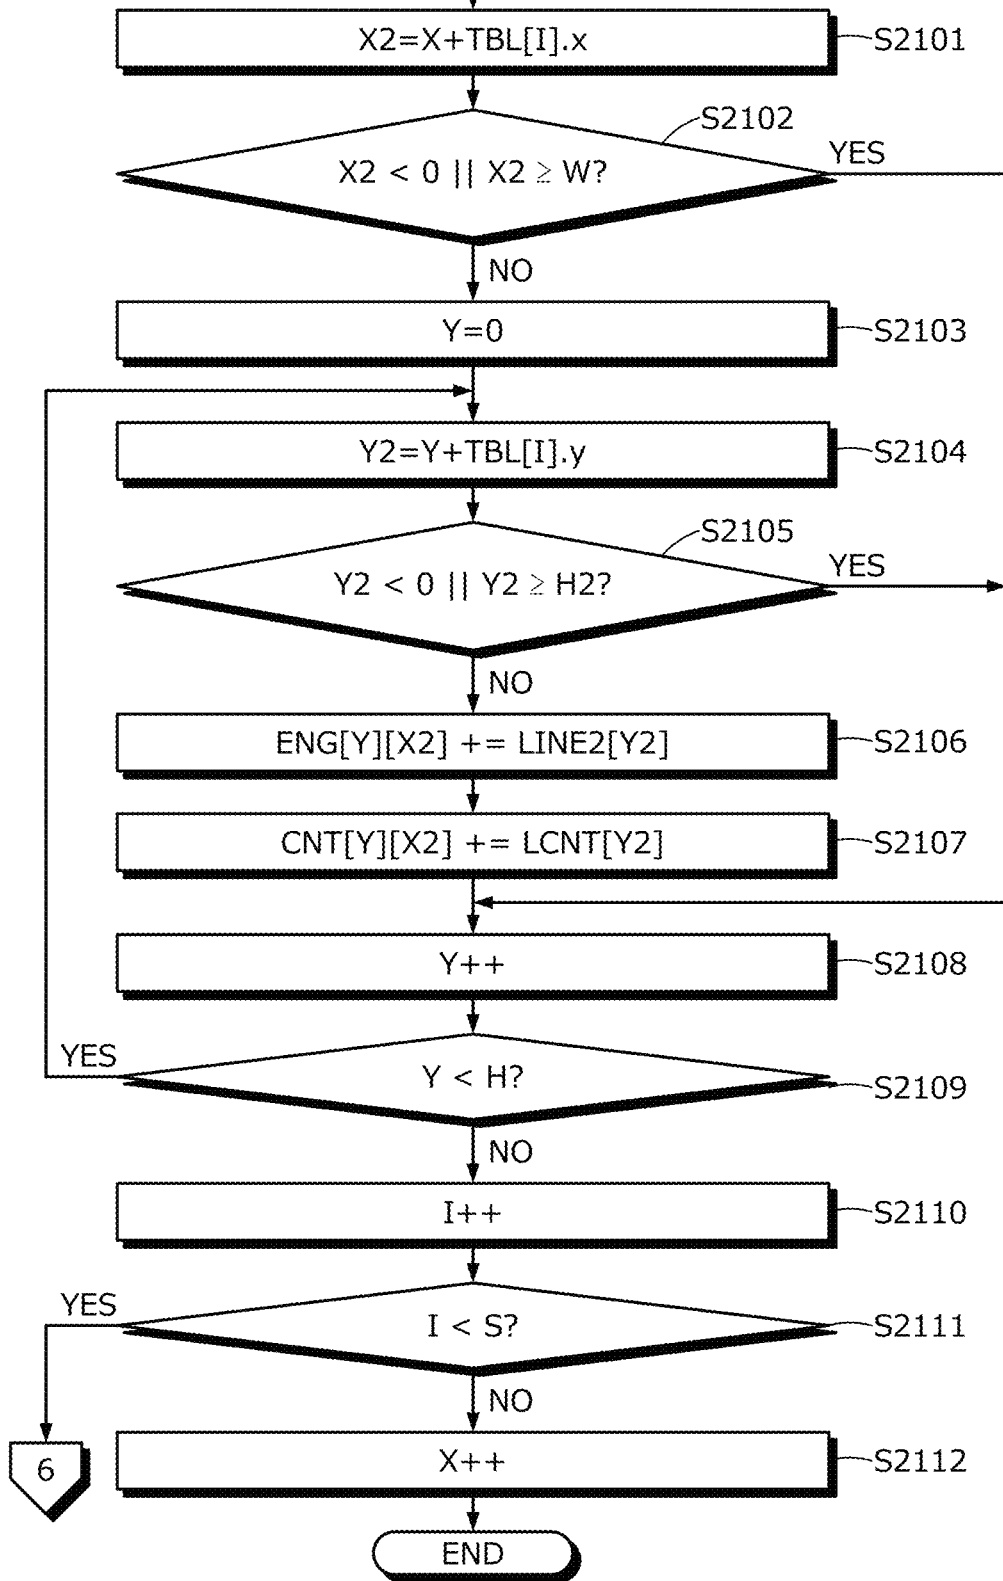 X2=X+TBL[I].x
S2101
S2102
X2 < 0 || X2 ≥ W?
YES
NO
Y=0
S2103
Y2=Y+TBL[I].y
S2104
S2105
Y2 < 0 || Y2 ≥ H2?
YES
NO
ENG[Y][X2] += LINE2[Y2]
S2106
CNT[Y][X2] += LCNT[Y2]
S2107
Y++
S2108
YES
Y < H?
S2109
NO
I++
S2110
YES
I < S?
S2111
NO
6
X++
S2112
END